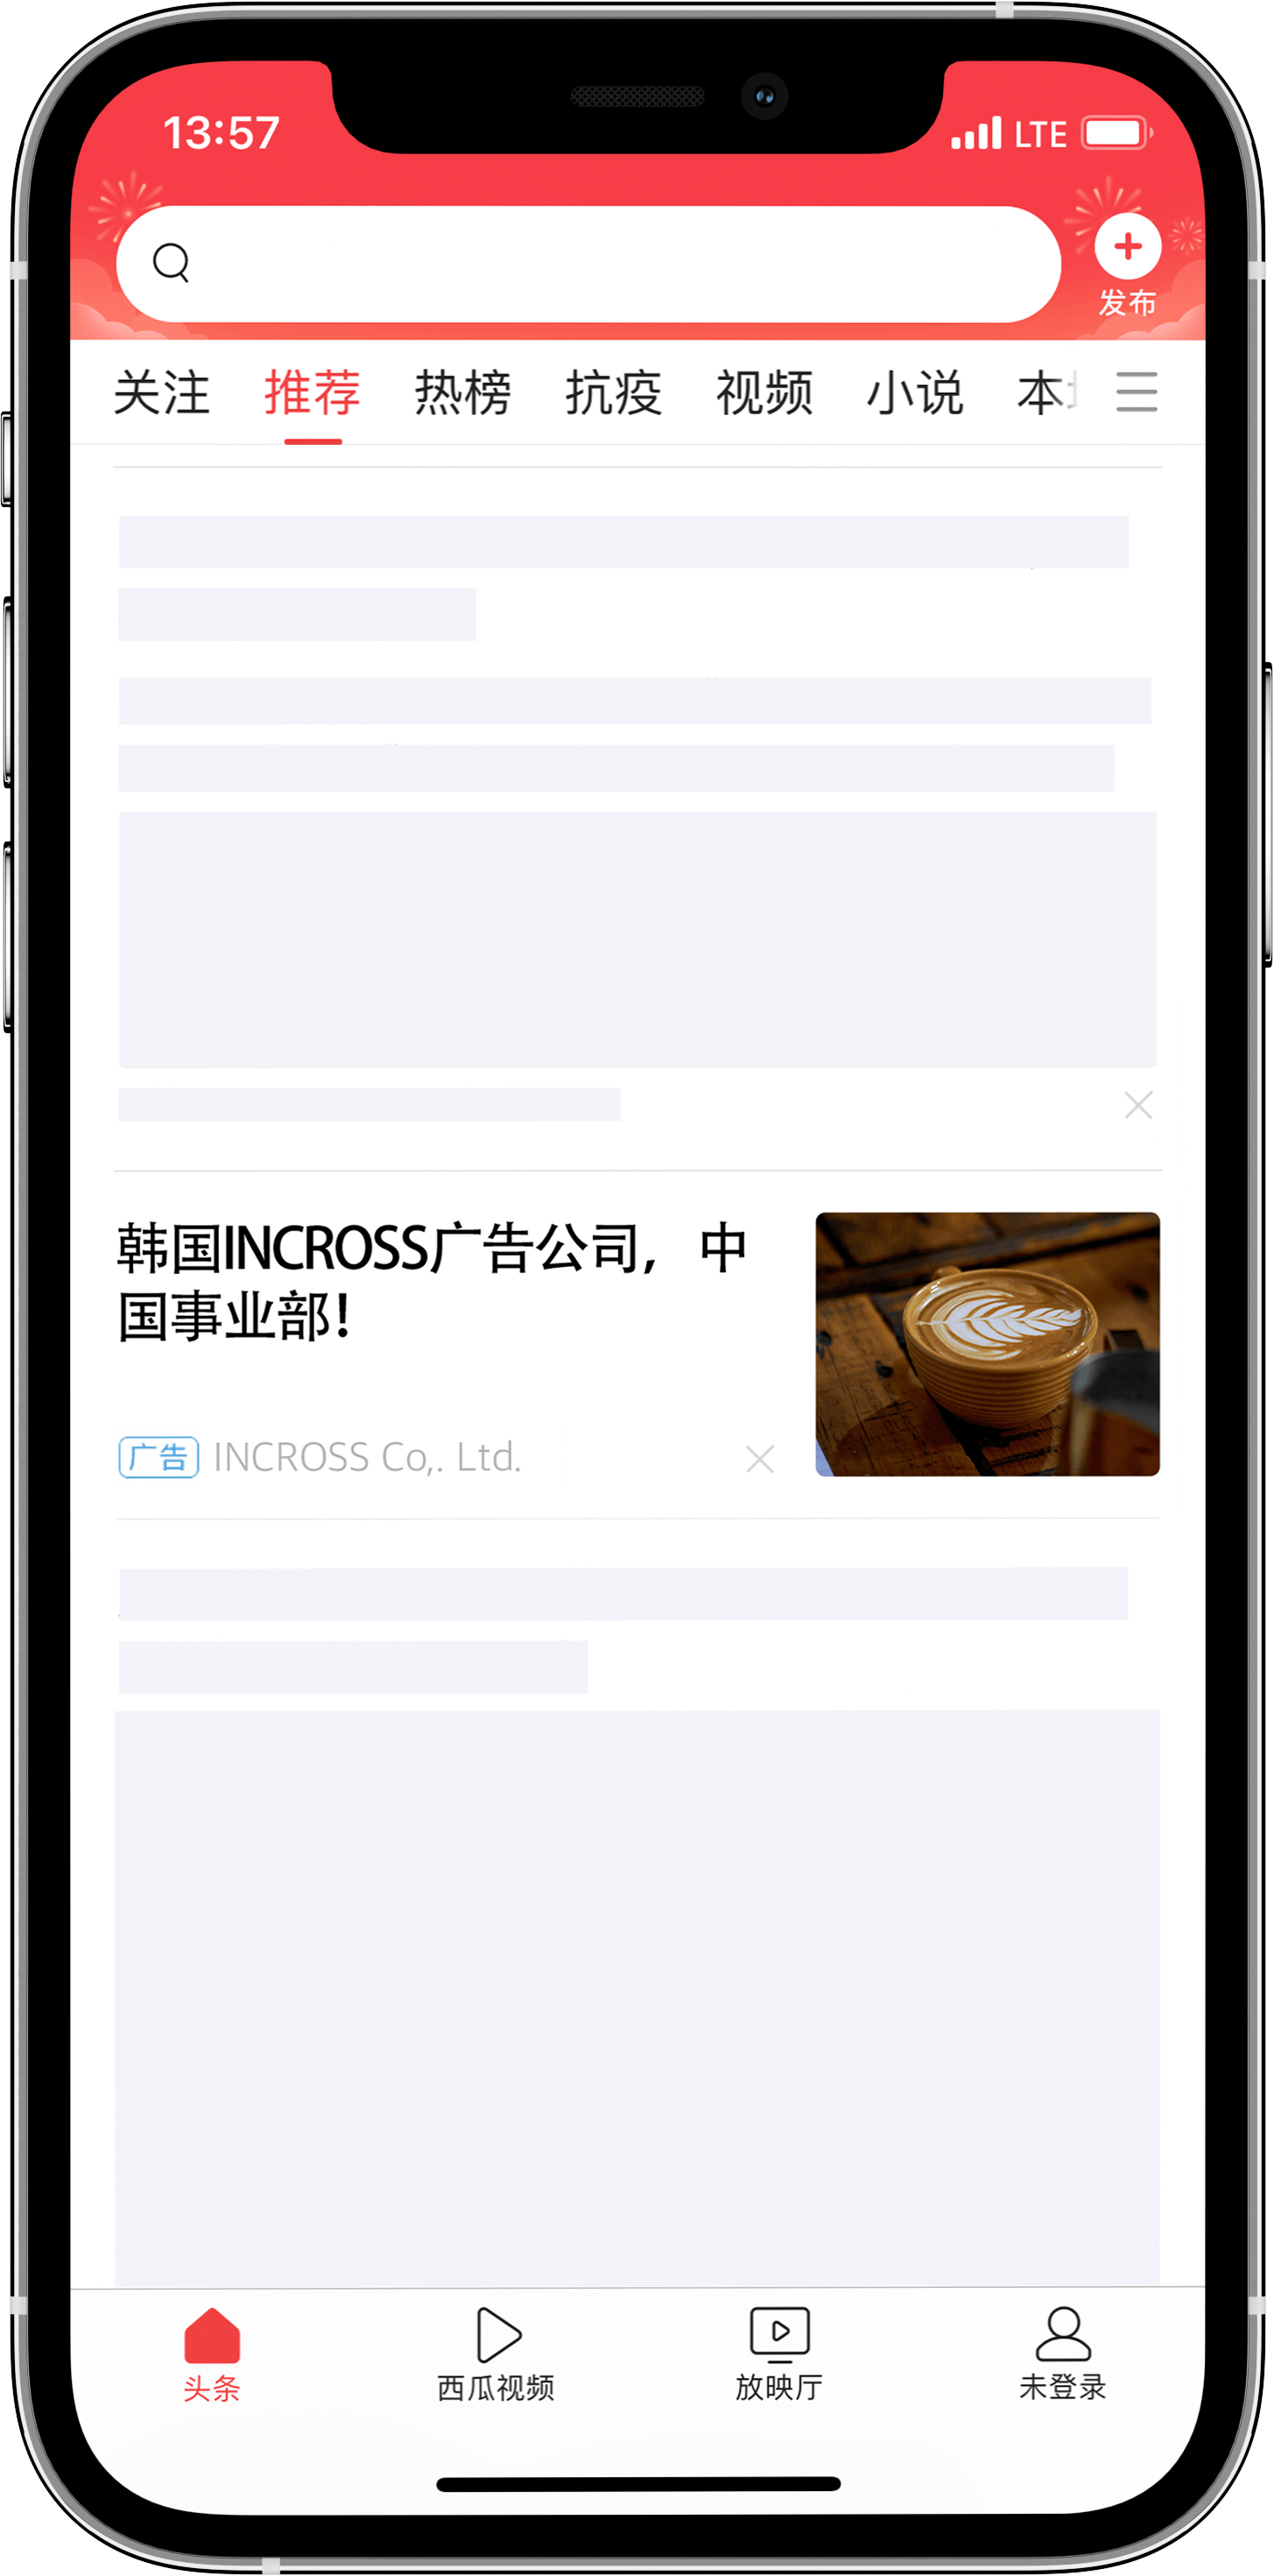 13:57 LTE
发布
关注 推荐 热榜 抗疫 视频 小说 本
韩国INCROSS广告公司，中
国事业部！
广告 INCROSS Co,. Ltd.
头条 西瓜视频 放映厅 未登录